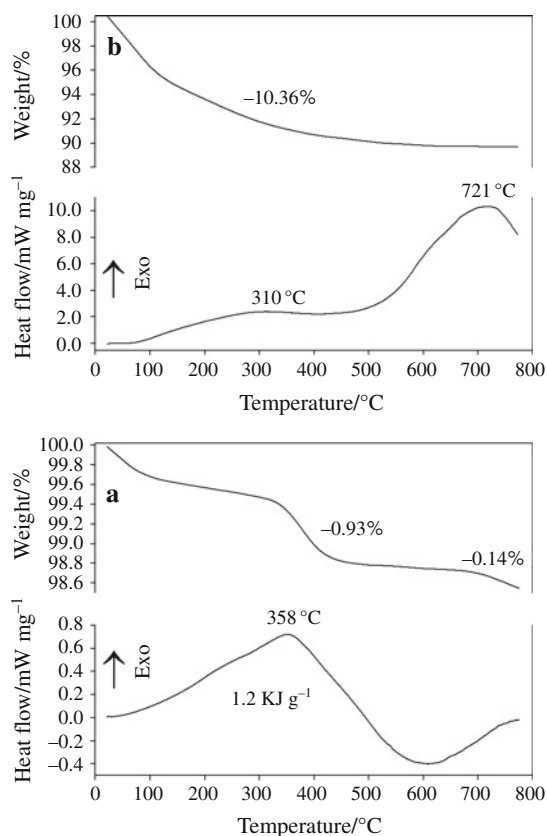 100
b
96
94
92
90
88
Weight/%
−10.36%
721 °C
10.0
8.0
6.0
4.0
2.0
0.0
Heat flow/mW mg⁻¹
Exo
310 °C
0 100 200 300 400 500 600 700 800
Temperature/°C
100.0
99.8
99.6
99.4
99.2
99.0
98.8
98.6
Weight/%
a
−0.93%
−0.14%
358 °C
0.8
0.6
0.4
0.2
0.0
−0.2
−0.4
Heat flow/mW mg⁻¹
Exo
1.2 KJ g⁻¹
0 100 200 300 400 500 600 700 800
Temperature/°C